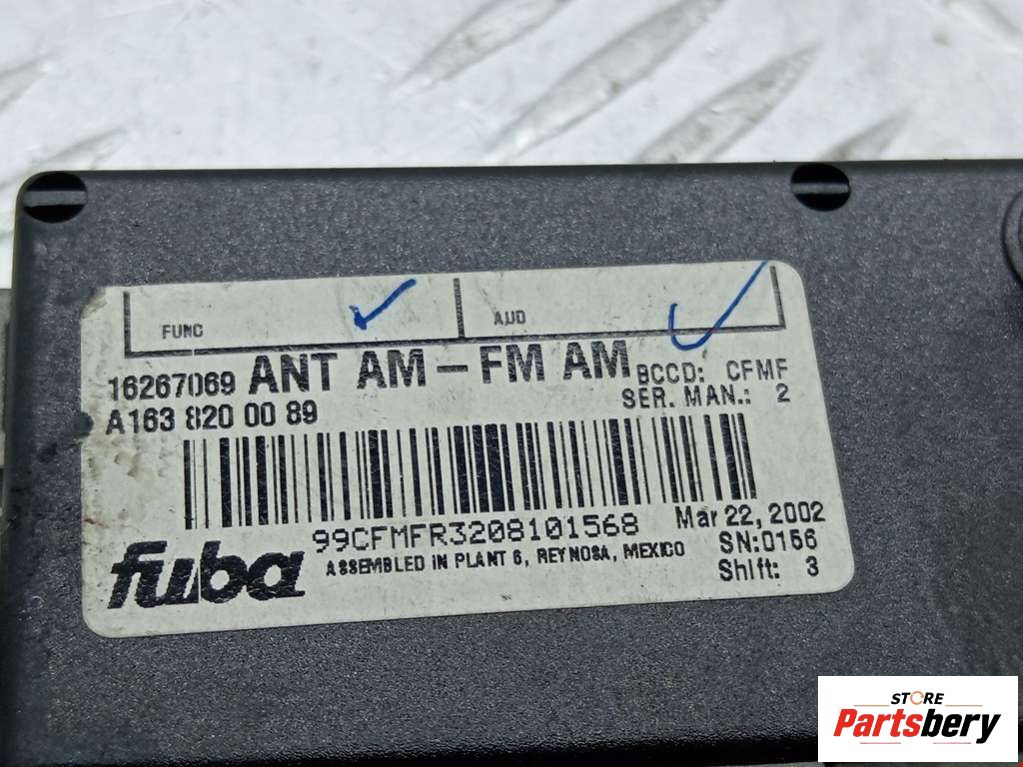 FUNC AUD
16267069 ANT AM-FM AM BCCD: CFMF
A163 820 00 89 SER. MAN.: 2
99CFMFR3208101568 Mar 22, 2002
fuba ASSEMBLED IN PLANT 6, REYNOSA, MEXICO SN:0156
Shift: 3
STORE
Partsbery